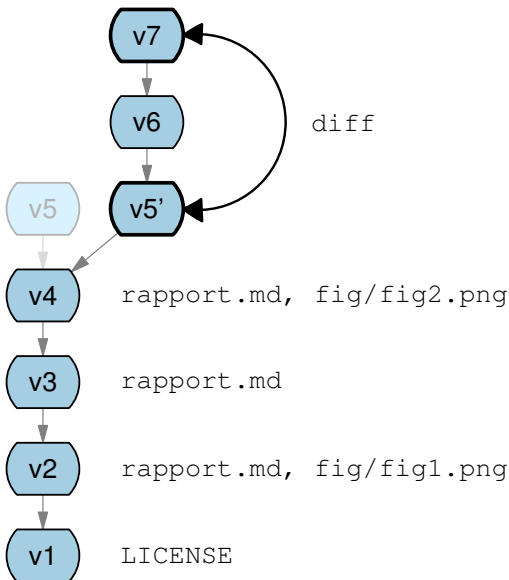 v7
diff
v6
v5 v5'
v4 rapport.md, fig/fig2.png
v3 rapport.md
v2 rapport.md, fig/fig1.png
v1 LICENSE